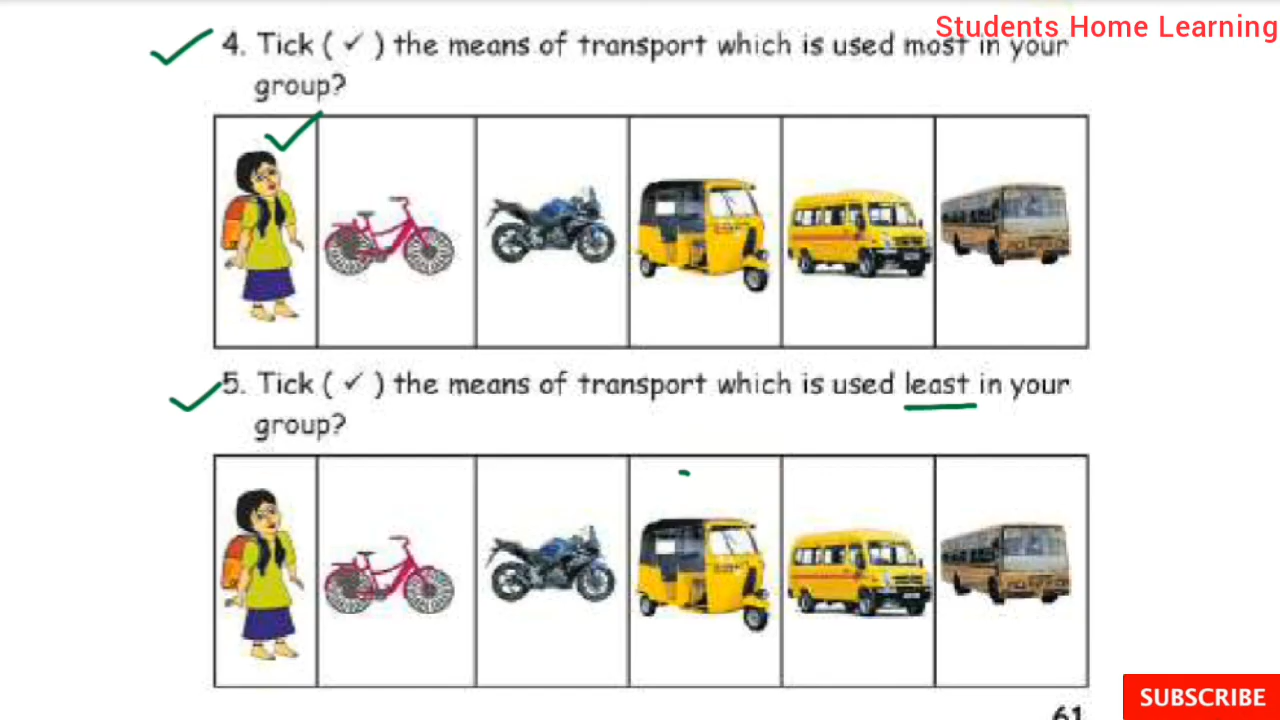 Students Home Learning
4. Tick ( ✓ ) the means of transport which is used most in your
group?
5. Tick ( ✓ ) the means of transport which is used least in your
group?
61
SUBSCRIBE